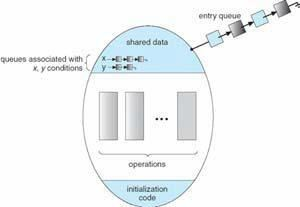 entry queue
shared data
queues associated with
x, y conditions
x
y
...
operations
initialization
code